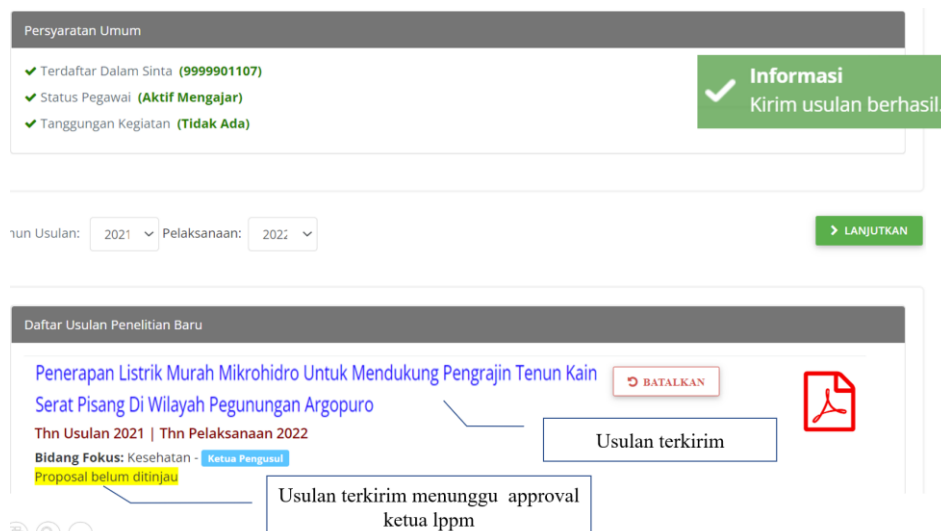 Persyaratan Umum
Terdaftar Dalam Sinta (9999901107)
Status Pegawai (Aktif Mengajar)
Tanggungan Kegiatan (Tidak Ada)
Informasi
Kirim usulan berhasil.
Usulan: 2021 Pelaksanaan: 2022
LANJUTKAN
Daftar Usulan Penelitian Baru
Penerapan Listrik Murah Mikrohidro Untuk Mendukung Pengrajin Tenun Kain
Serat Pisang Di Wilayah Pegunungan Argopuro
BATALKAN
Thn Usulan 2021 | Thn Pelaksanaan 2022
Usulan terkirim
Bidang Fokus: Kesehatan - Ketua Pengusul
Proposal belum ditinjau
Usulan terkirim menunggu approval
ketua lppm